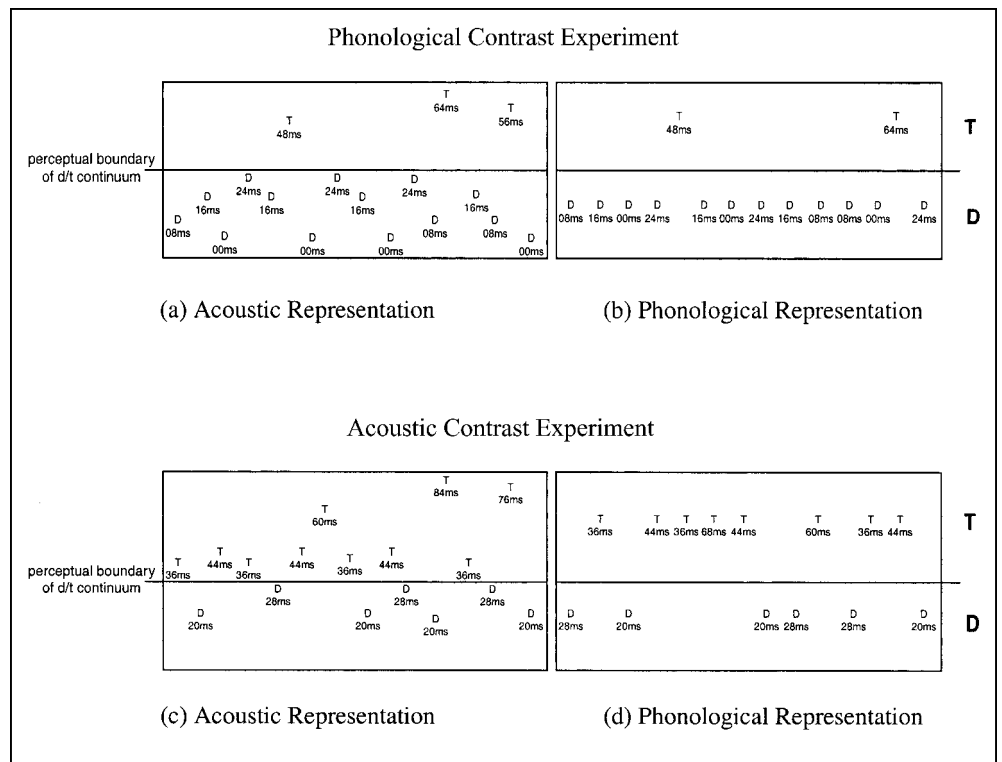 Phonological Contrast Experiment
T
64ms
T
56ms
T
48ms
perceptual boundary
of d/t continuum
D D D
24ms 24ms 24ms
D D D D
16ms 16ms 16ms 16ms
D D D
08ms 08ms 08ms
D D D D
00ms 00ms 00ms 00ms
T T
48ms 64ms
T
D D D D D D D D D D D D
08ms 16ms 00ms 24ms 16ms 00ms 24ms 16ms 08ms 08ms 00ms 24ms
D
(a) Acoustic Representation
(b) Phonological Representation
Acoustic Contrast Experiment
T
84ms
T
76ms
T
60ms
T T T
44ms 44ms 44ms
T T T T
36ms 36ms 36ms 36ms
perceptual boundary
of d/t continuum
D D D
28ms 28ms 28ms
D D D D
20ms 20ms 20ms 20ms
T T T T T T T T
36ms 44ms 36ms 68ms 44ms 60ms 36ms 44ms
T
D D D D D D
28ms 20ms 20ms 28ms 28ms 20ms
D
(c) Acoustic Representation
(d) Phonological Representation